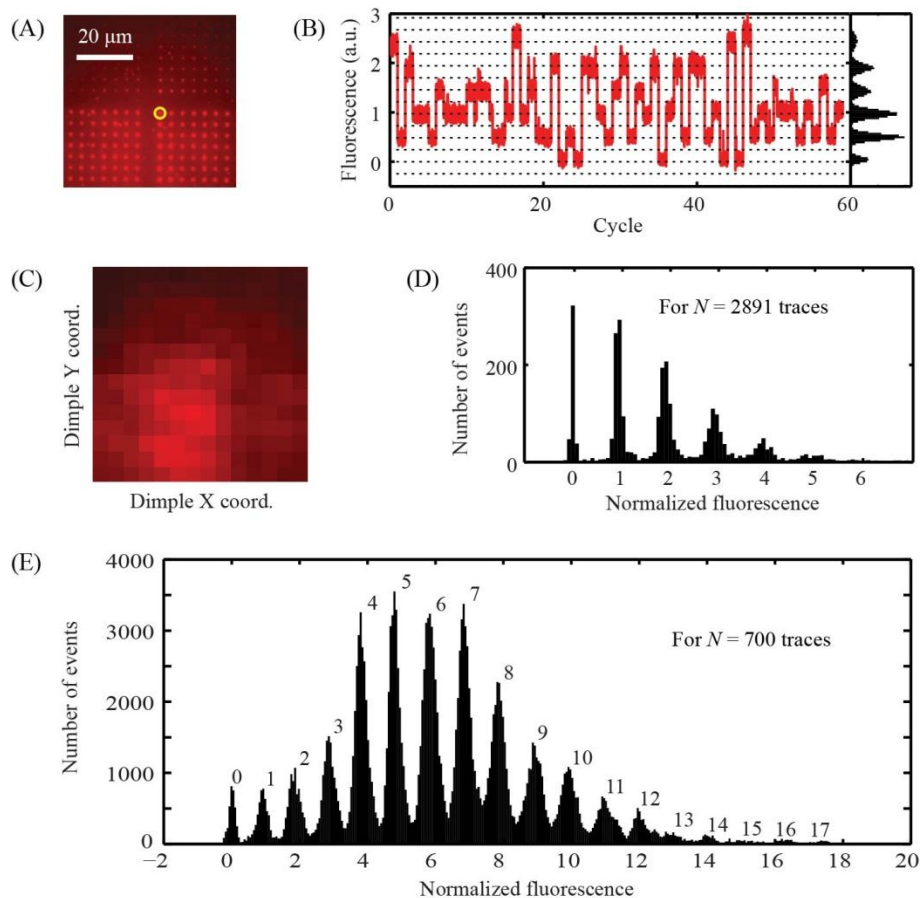 (A)
20 µm
(B)
Fluorescence (a.u.)
3
2
1
0
0 20 40 60
Cycle
(C)
Dimple Y coord.
Dimple X coord.
(D)
Number of events
400
200
0
For N = 2891 traces
0 1 2 3 4 5 6
Normalized fluorescence
(E)
Number of events
4000
3000
2000
1000
0
For N = 700 traces
0 1 2 3 4 5 6 7 8 9 10 11 12 13 14 15 16 17
−2 0 2 4 6 8 10 12 14 16 18 20
Normalized fluorescence